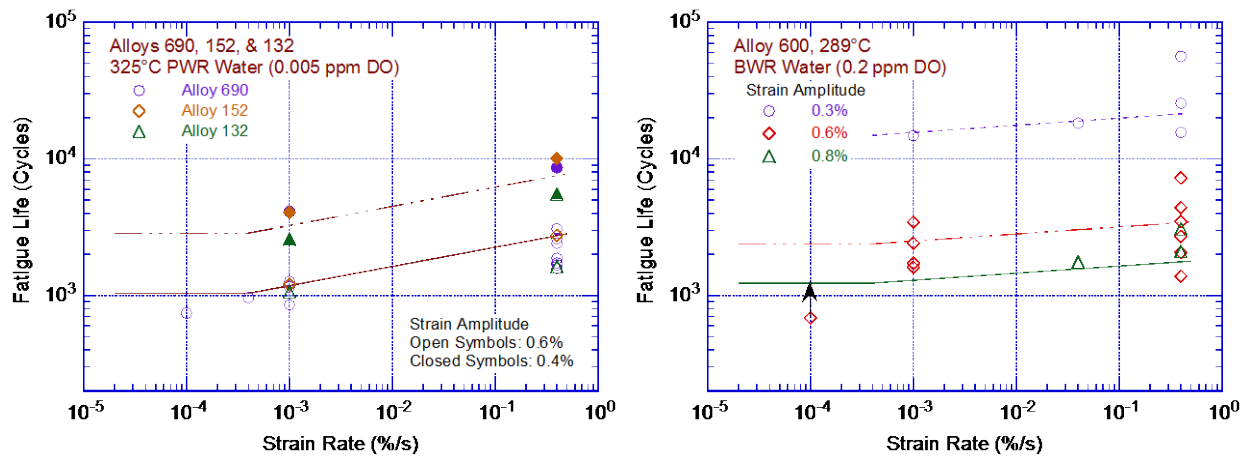 Alloys 690, 152, & 132
325°C PWR Water (0.005 ppm DO)
Alloy 690
Alloy 152
Alloy 132
Strain Amplitude
Open Symbols: 0.6%
Closed Symbols: 0.4%
Fatigue Life (Cycles)
10^5
10^4
10^3
10^-5
10^-4
10^-3
10^-2
10^-1
10^0
Strain Rate (%/s)
Alloy 600, 289°C
BWR Water (0.2 ppm DO)
Strain Amplitude
0.3%
0.6%
0.8%
Fatigue Life (Cycles)
10^5
10^4
10^3
10^-5
10^-4
10^-3
10^-2
10^-1
10^0
Strain Rate (%/s)